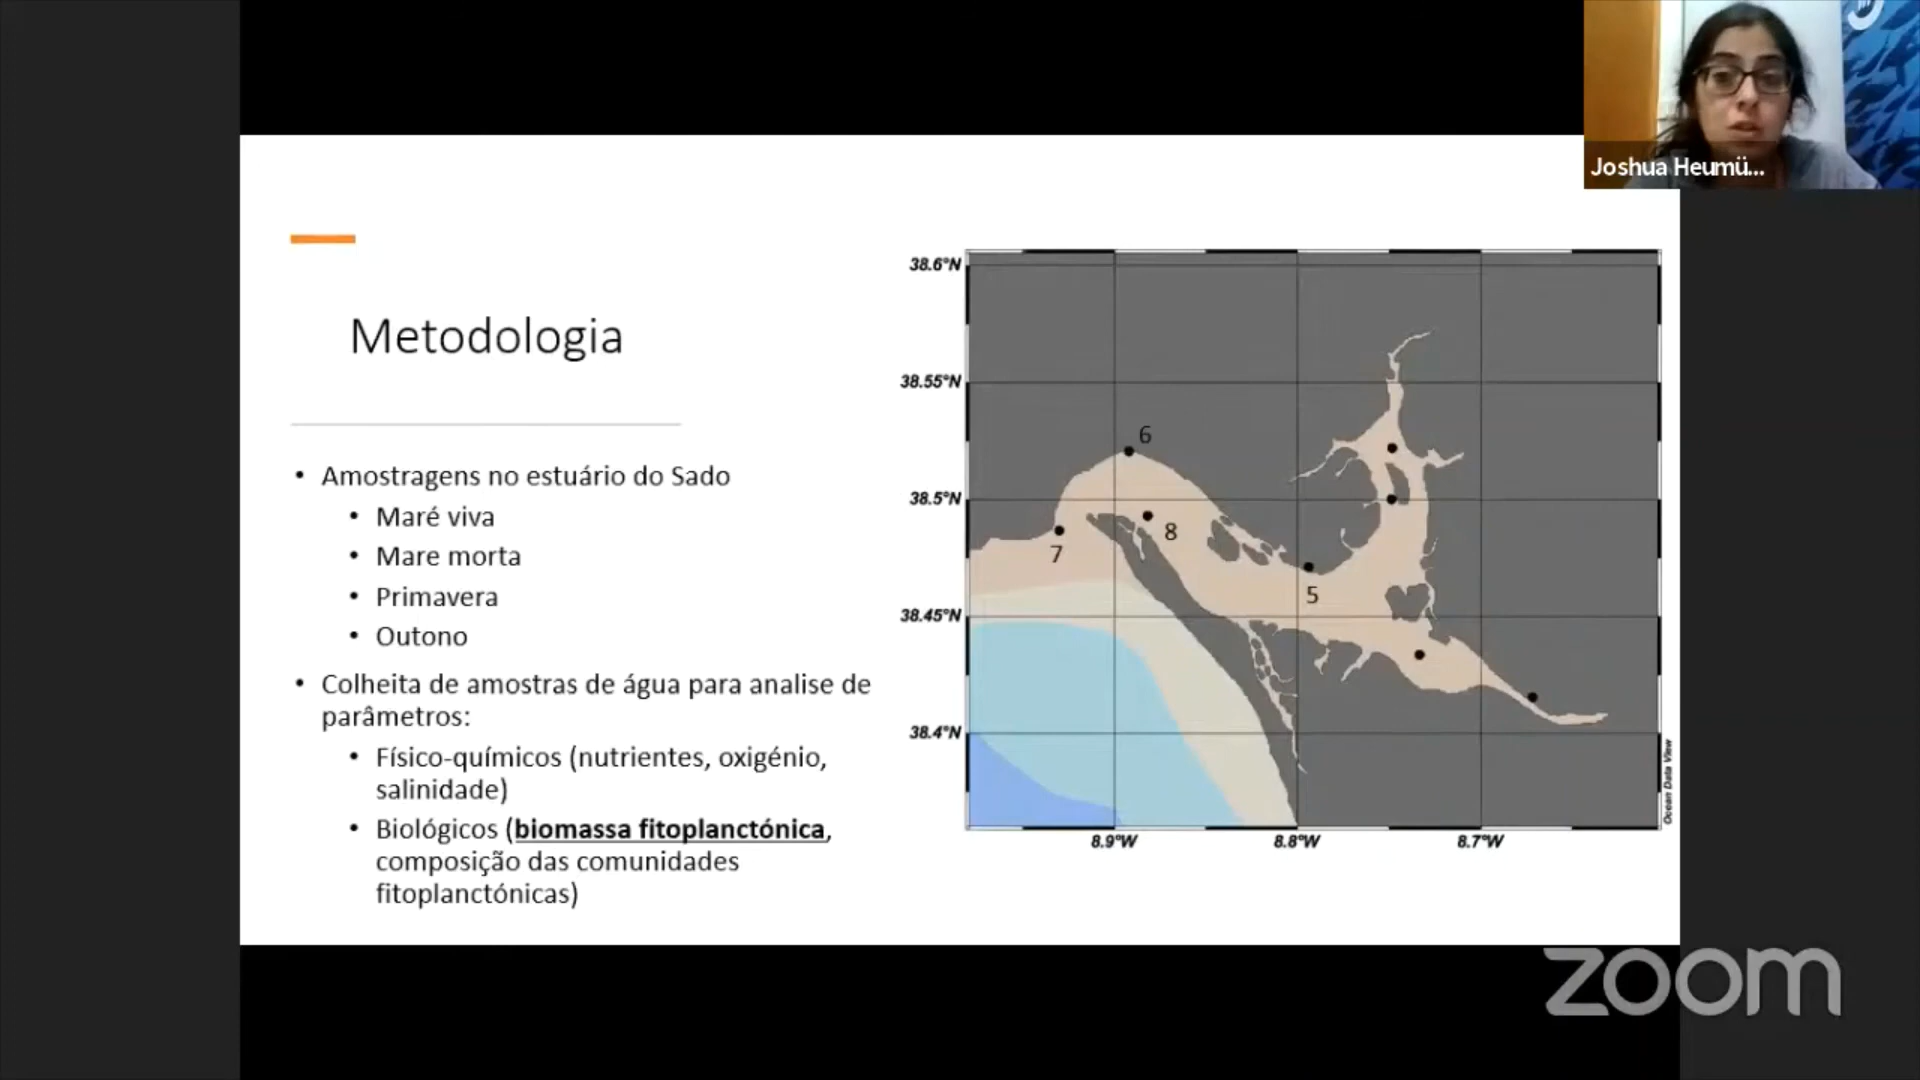 Joshua Heumü...
Metodologia
• Amostragens no estuário do Sado
• Maré viva
• Mare morta
• Primavera
• Outono
• Colheita de amostras de água para analise de
parâmetros:
• Físico-químicos (nutrientes, oxigénio,
salinidade)
• Biológicos (biomassa fitoplanctónica,
composição das comunidades
fitoplanctónicas)
38.6°N
38.55°N
38.5°N
38.45°N
38.4°N
6
7
8
5
8.9°W
8.8°W
8.7°W
Ocean Data View
zoom